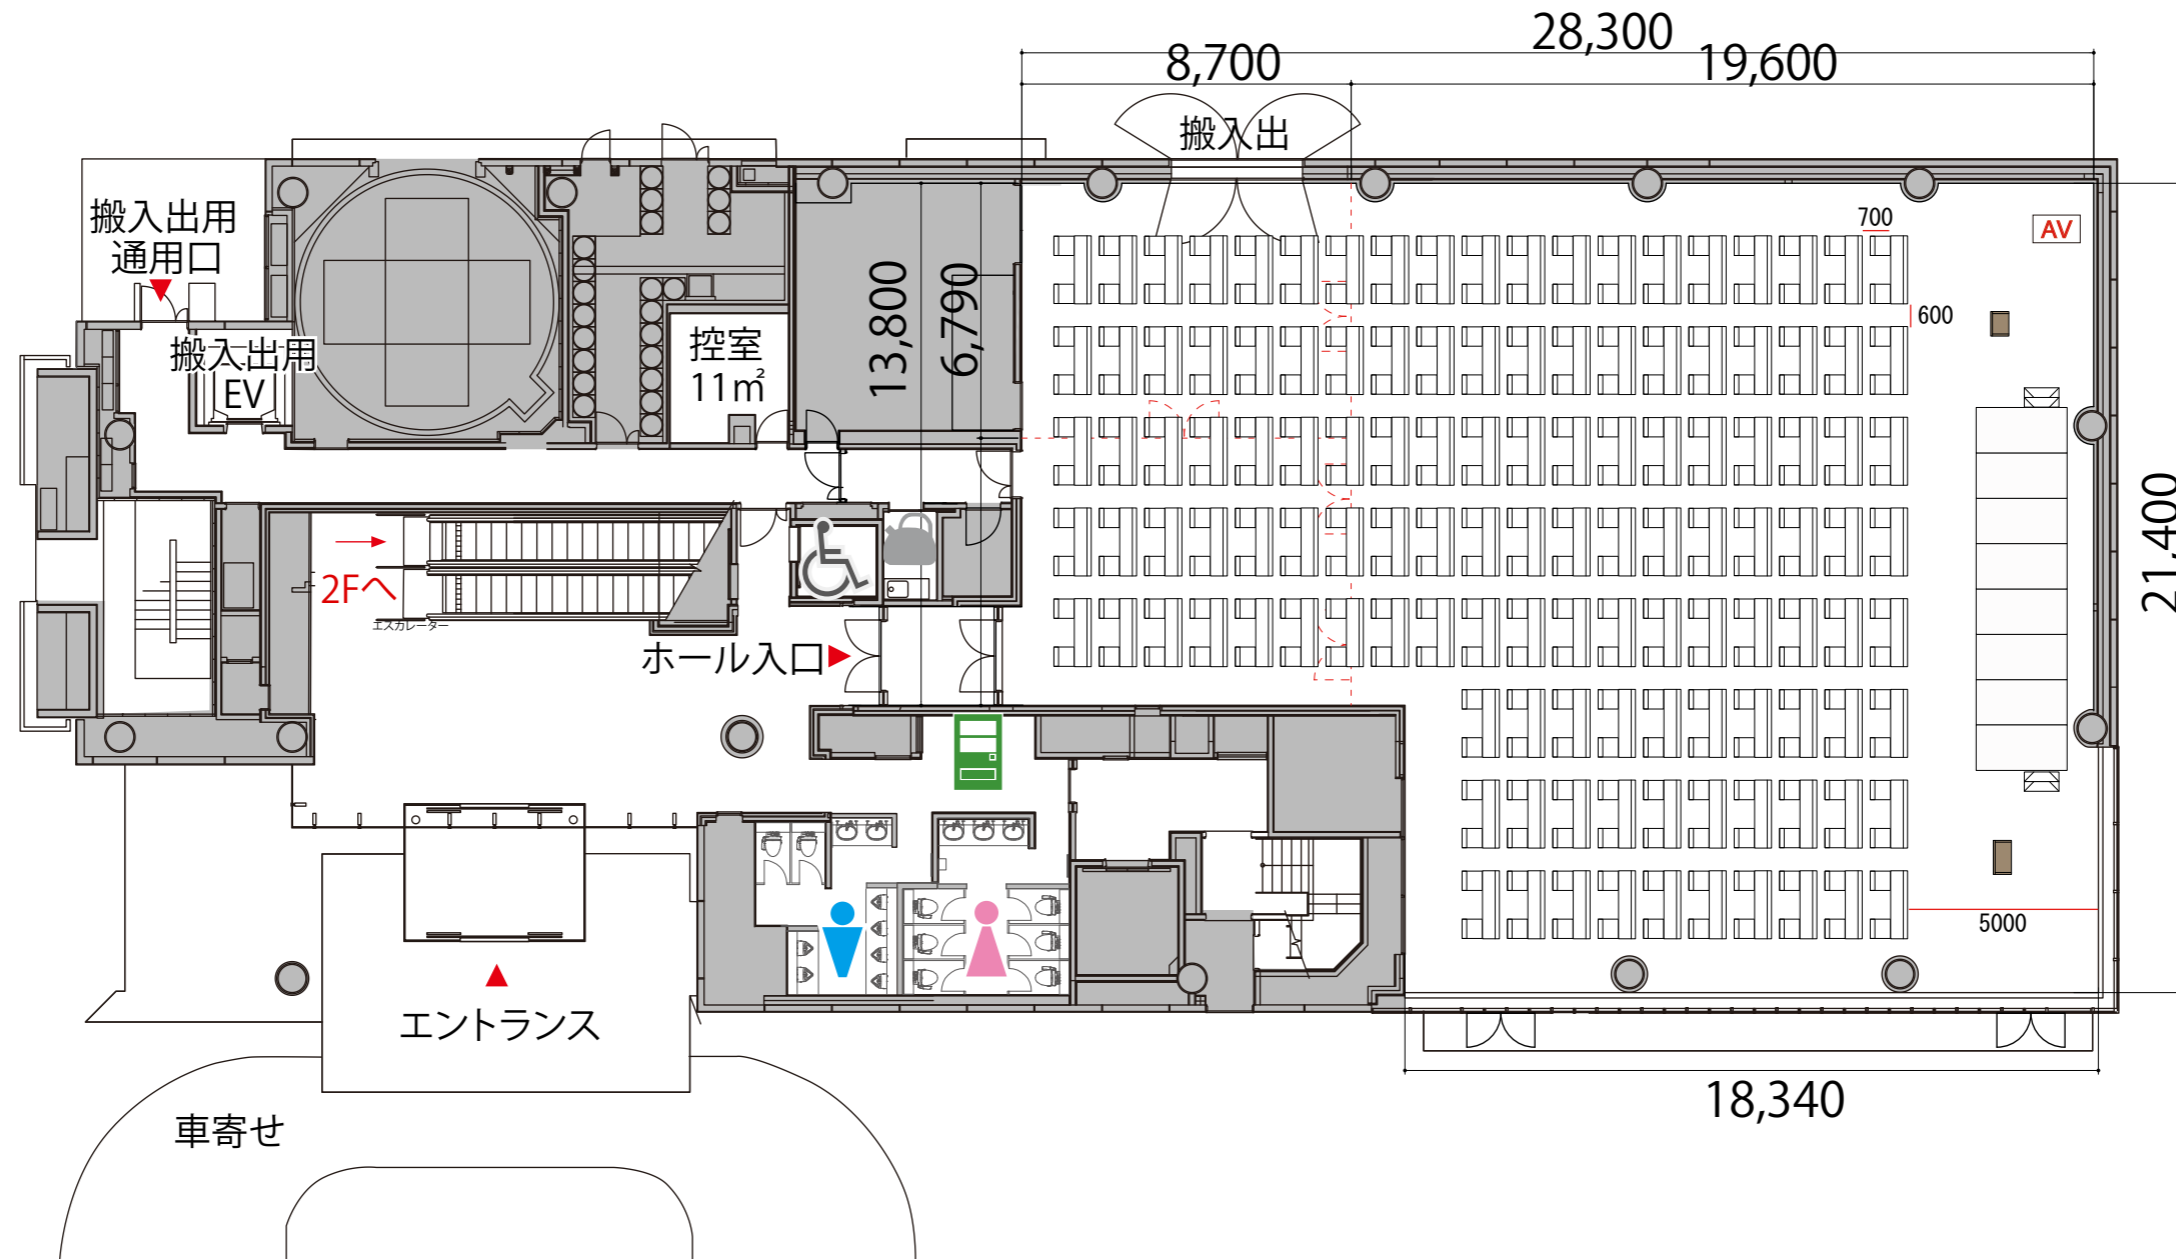 28,300
8,700
19,600
搬入出
搬入出用
通用口
700
AV
600
搬入出用
EV
控室
11㎡
13,800
6,790
21,400
2Fへ
エスカレーター
ホール入口
5000
エントランス
18,340
車寄せ